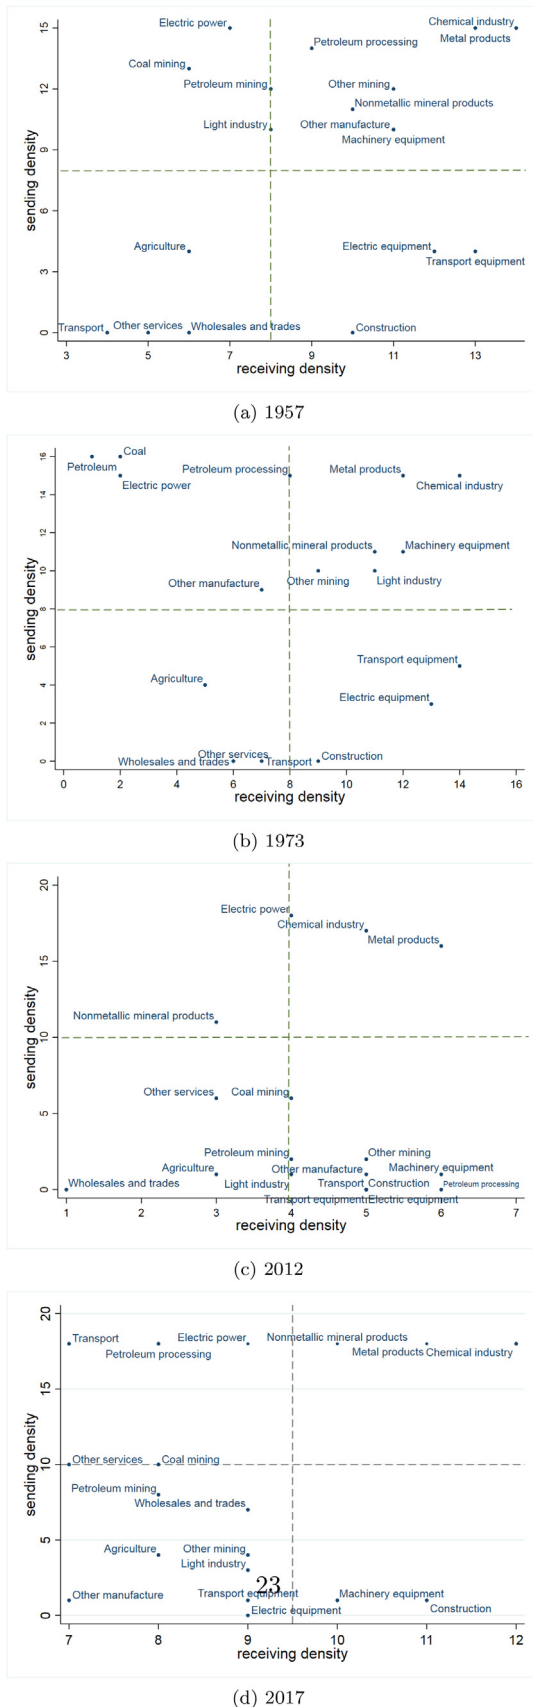 15
Electric power
Chemical industry
Metal products
Petroleum processing
Coal mining
12
Petroleum mining
Other mining
Nonmetallic mineral products
Light industry
Other manufacture
Machinery equipment
9
sending density
6
Agriculture
Electric equipment
Transport equipment
3
Transport
Other services
Wholesales and trades
Construction
0
3 5 7 9 11 13
receiving density
(a) 1957
16
Coal
Petroleum
Electric power
Petroleum processing
Metal products
Chemical industry
14
12
Nonmetallic mineral products
Machinery equipment
10
Other manufacture
Other mining
Light industry
8
sending density
6
Transport equipment
Agriculture
4
Electric equipment
2
Other services
Wholesales and trades
Transport
Construction
0
0 2 4 6 8 10 12 14 16
receiving density
(b) 1973
20
Electric power
Chemical industry
Metal products
15
Nonmetallic mineral products
10
sending density
Other services
Coal mining
5
Petroleum mining
Other mining
Agriculture
Other manufacture
Machinery equipment
Wholesales and trades
Light industry
Transport
Construction
Petroleum processing
0
Transport equipment
Electric equipment
1 2 3 4 5 6 7
receiving density
(c) 2012
20
Transport
Electric power
Nonmetallic mineral products
Petroleum processing
Metal products
Chemical industry
15
Other services
Coal mining
10
sending density
Petroleum mining
Wholesales and trades
5
Agriculture
Other mining
Light industry
23
Other manufacture
Transport equipment
Machinery equipment
Electric equipment
Construction
0
7 8 9 10 11 12
receiving density
(d) 2017